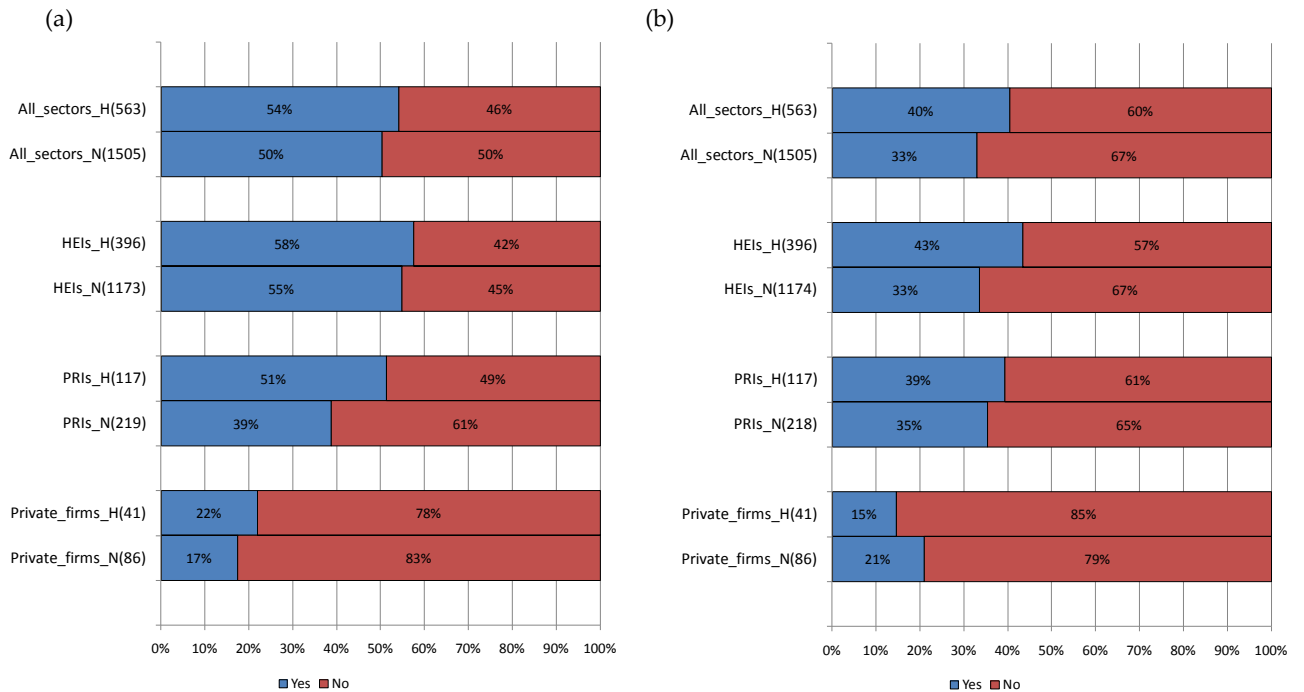 (a)
All_sectors_H(563) 54% 46%
All_sectors_N(1505) 50% 50%
HEIs_H(396) 58% 42%
HEIs_N(1173) 55% 45%
PRIs_H(117) 51% 49%
PRIs_N(219) 39% 61%
Private_firms_H(41) 22% 78%
Private_firms_N(86) 17% 83%
0% 10% 20% 30% 40% 50% 60% 70% 80% 90% 100%
Yes No
(b)
All_sectors_H(563) 40% 60%
All_sectors_N(1505) 33% 67%
HEIs_H(396) 43% 57%
HEIs_N(1174) 33% 67%
PRIs_H(117) 39% 61%
PRIs_N(218) 35% 65%
Private_firms_H(41) 15% 85%
Private_firms_N(86) 21% 79%
0% 10% 20% 30% 40% 50% 60% 70% 80% 90% 100%
Yes No